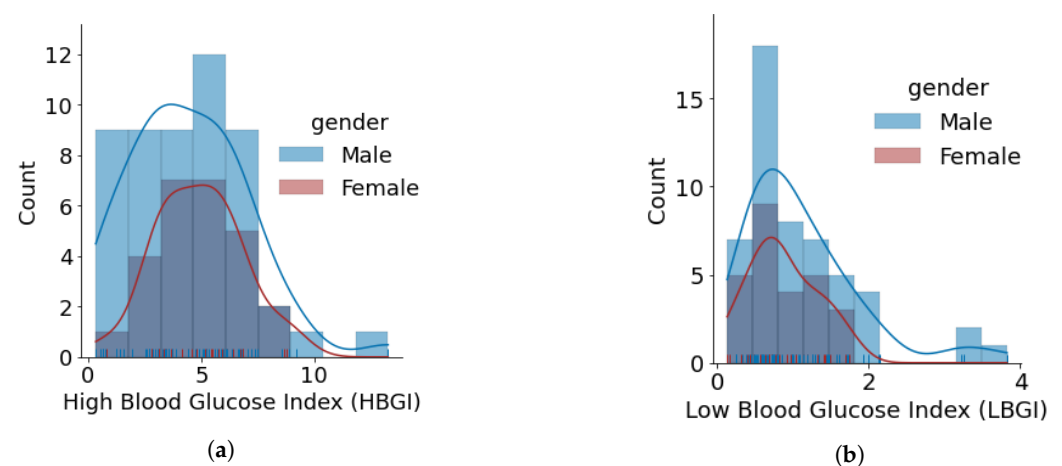 12
10
8
6
4
2
0
Count
gender
Male
Female
0 5 10
High Blood Glucose Index (HBGI)
(a)
15
10
5
0
Count
gender
Male
Female
0 2 4
Low Blood Glucose Index (LBGI)
(b)